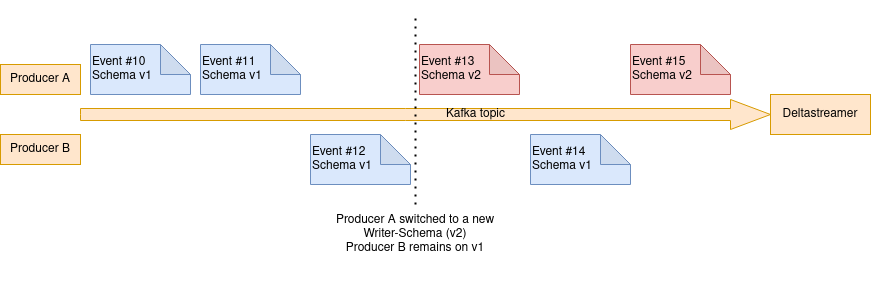 Event #10
Schema v1
Event #11
Schema v1
Event #13
Schema v2
Event #15
Schema v2
Producer A
Kafka topic
Deltastreamer
Producer B
Event #12
Schema v1
Event #14
Schema v1
Producer A switched to a new
Writer-Schema (v2)
Producer B remains on v1